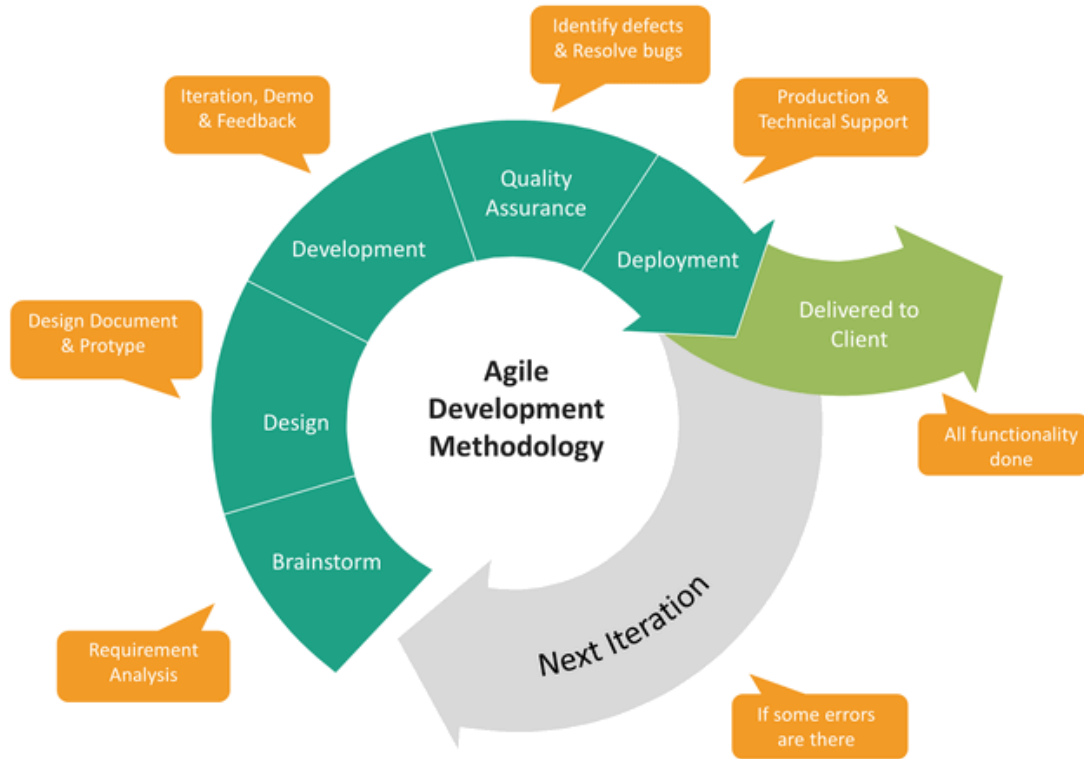 Identify defects
& Resolve bugs
Iteration, Demo
& Feedback
Production &
Technical Support
Quality
Assurance
Development
Deployment
Delivered to
Client
Design Document
& Protype
Agile
Development
Methodology
Design
All functionality
done
Brainstorm
Next Iteration
Requirement
Analysis
If some errors
are there